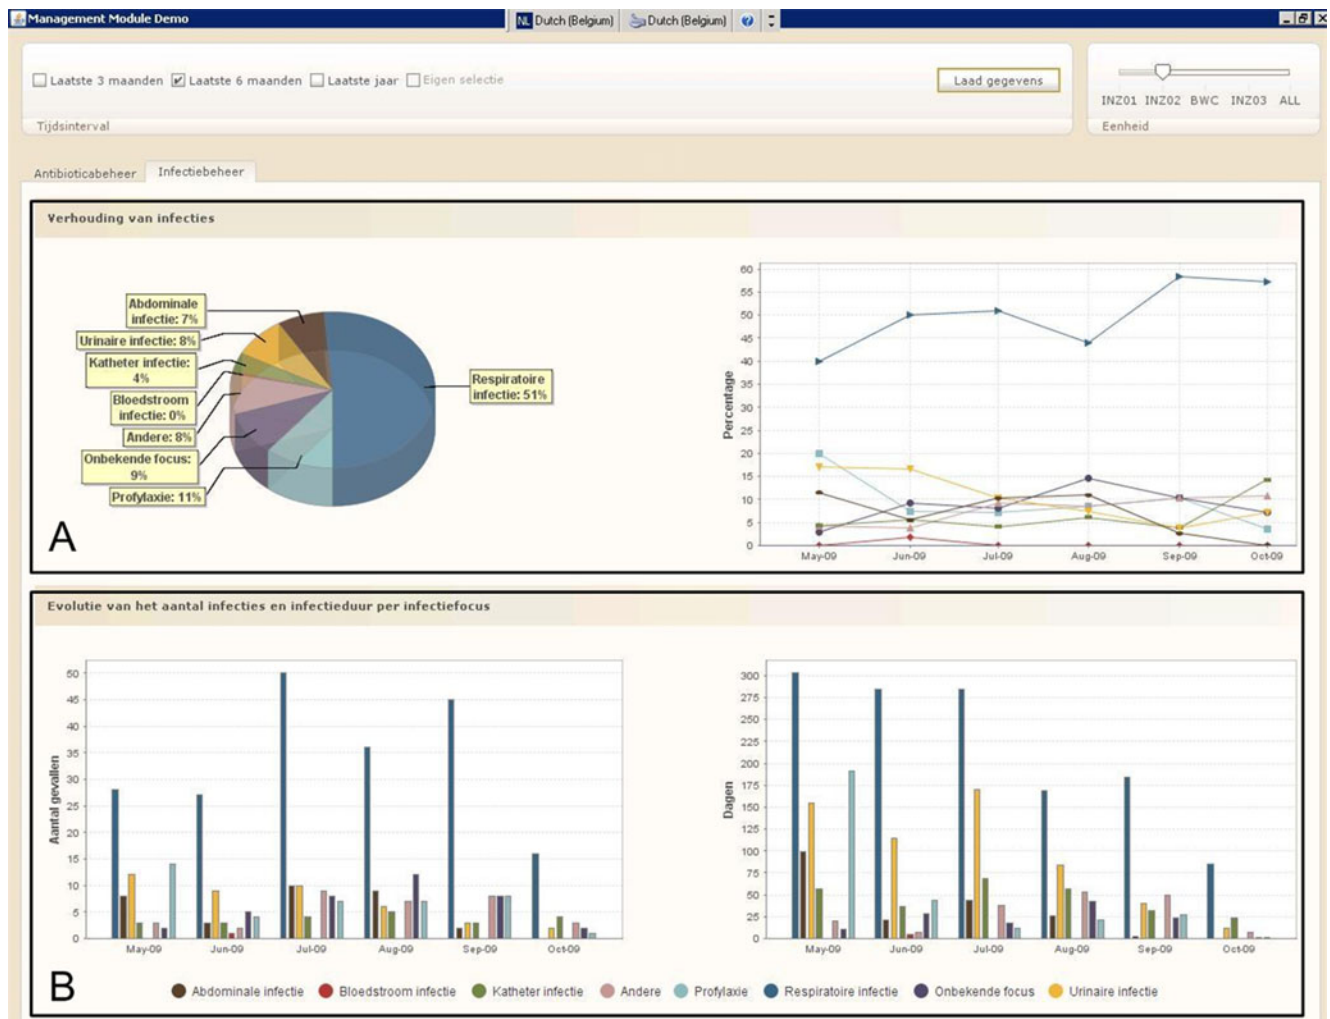 Management Module Demo
NL Dutch (Belgium) Dutch (Belgium)
Laatste 3 maanden Laatste 6 maanden Laatste jaar Eigen selectie
Laad gegevens
Tijdsinterval
INZ01 INZ02 BWC INZ03 ALL
Eenheid
Antibioticabeheer Infectiebeheer
Verhouding van infecties
Abdominale
infectie: 7%
Urinaire infectie: 8%
Katheter infectie:
4%
Bloedstroom
infectie: 0%
Andere: 8%
Onbekende focus:
9%
Profylaxie: 11%
Respiratoire
infectie: 51%
A
Percentage
60
55
50
45
40
35
30
25
20
15
10
5
0
May-09 Jun-09 Jul-09 Aug-09 Sep-09 Oct-09
Evolutie van het aantal infecties en infectieduur per infectiefocus
Aantal gevallen
50
45
40
35
30
25
20
15
10
5
0
May-09 Jun-09 Jul-09 Aug-09 Sep-09 Oct-09
Dagen
300
275
250
225
200
175
150
125
100
75
50
25
0
May-09 Jun-09 Jul-09 Aug-09 Sep-09 Oct-09
B
Abdominale infectie Bloedstroom infectie Katheter infectie Andere Profylaxie Respiratoire infectie Onbekende focus Urinaire infectie